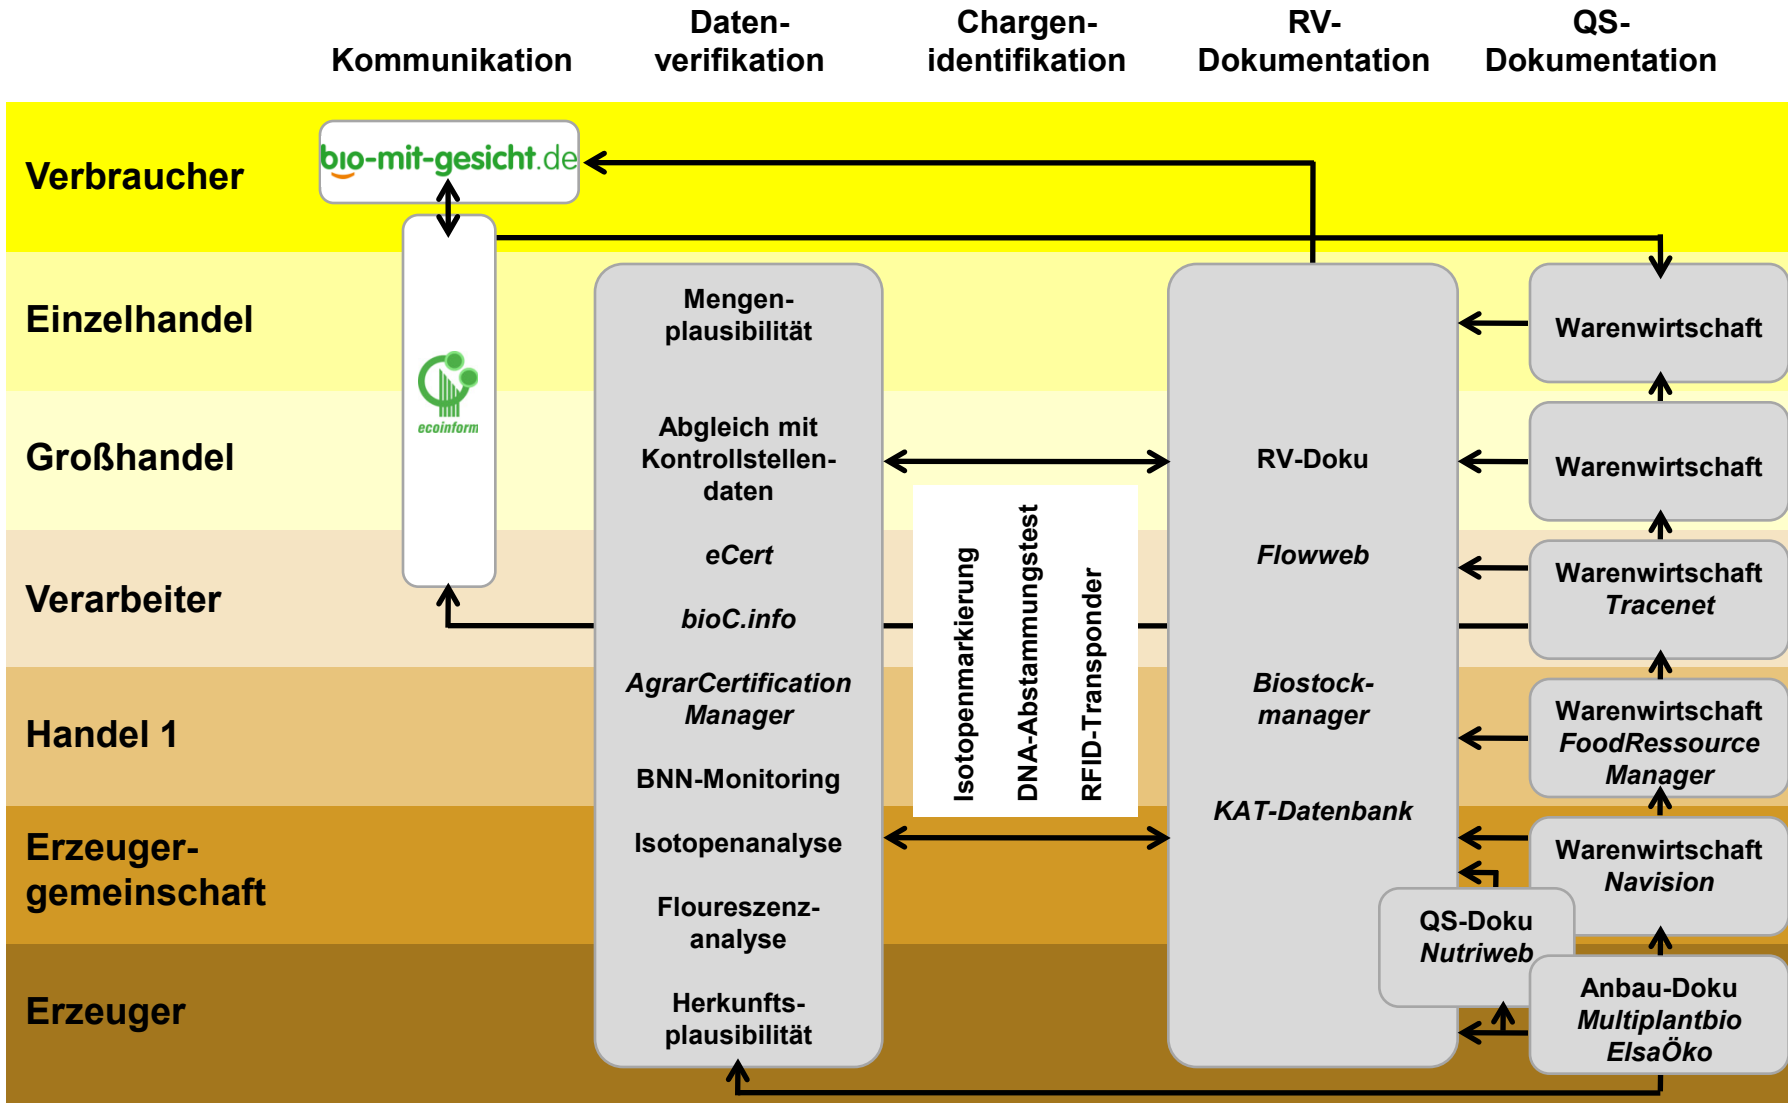 Kommunikation
Daten-
verifikation
Chargen-
identifikation
RV-
Dokumentation
QS-
Dokumentation
Verbraucher
bio-mit-gesicht.de
Einzelhandel
Mengen-
plausibilität
Warenwirtschaft
ecoinform
Großhandel
Abgleich mit
Kontrollstellen-
daten
RV-Doku
Warenwirtschaft
Verarbeiter
eCert
bioC.info
Isotopenmarkierung
DNA-Abstammungstest
RFID-Transponder
Flowweb
Warenwirtschaft
Tracenet
Handel 1
AgrarCertification
Manager
BNN-Monitoring
Biostock-
manager
Warenwirtschaft
FoodRessource
Manager
Erzeuger-
gemeinschaft
Isotopenanalyse
Floureszenz-
analyse
KAT-Datenbank
Warenwirtschaft
Navision
QS-Doku
Nutriweb
Erzeuger
Herkunfts-
plausibilität
Anbau-Doku
Multiplantbio
ElsaÖko